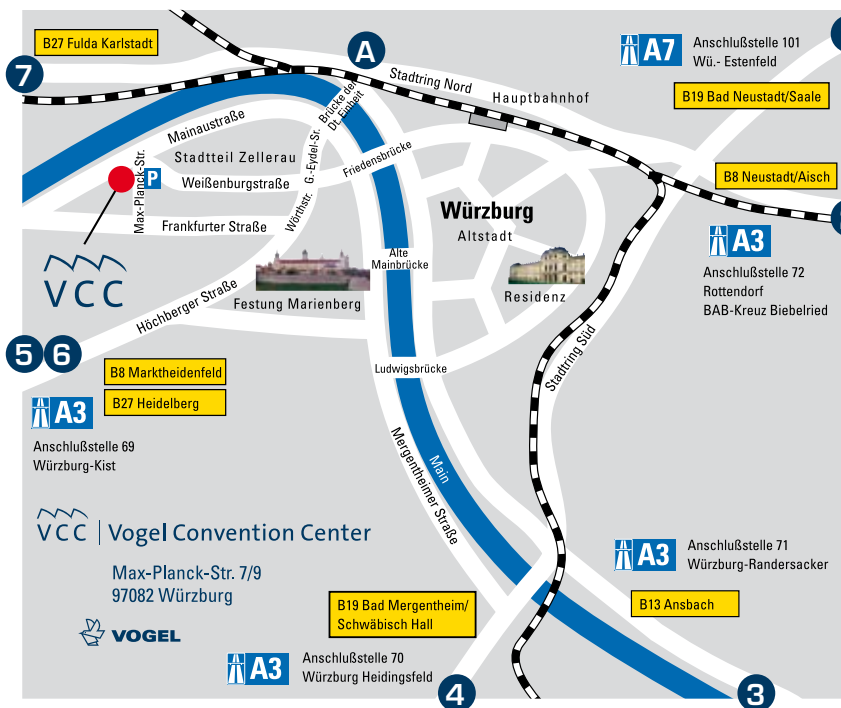 B27 Fulda Karlstadt
7
A
Stadtring Nord
Hauptbahnhof
A7
Anschlußstelle 101
Wü.- Estenfeld
B19 Bad Neustadt/Saale
B8 Neustadt/Aisch
Mainaustraße
Brücke der
Dt. Einheit
Stadtteil Zellerau
G.-Eydel-Str.
Friedensbrücke
Max-Planck-Str.
P
Weißenburgstraße
Wörthstr.
Frankfurter Straße
Würzburg
Altstadt
A3
Anschlußstelle 72
Rottendorf
BAB-Kreuz Biebelried
VCC
Alte
Mainbrücke
Festung Marienberg
Residenz
Höchberger Straße
5 6
Ludwigsbrücke
Stadtring Süd
B8 Marktheidenfeld
B27 Heidelberg
A3
Anschlußstelle 69
Würzburg-Kist
Mergentheimer Straße
Main
VCC | Vogel Convention Center
Max-Planck-Str. 7/9
97082 Würzburg
VOGEL
A3
Anschlußstelle 71
Würzburg-Randersacker
B13 Ansbach
B19 Bad Mergentheim/
Schwäbisch Hall
A3
Anschlußstelle 70
Würzburg Heidingsfeld
4
3